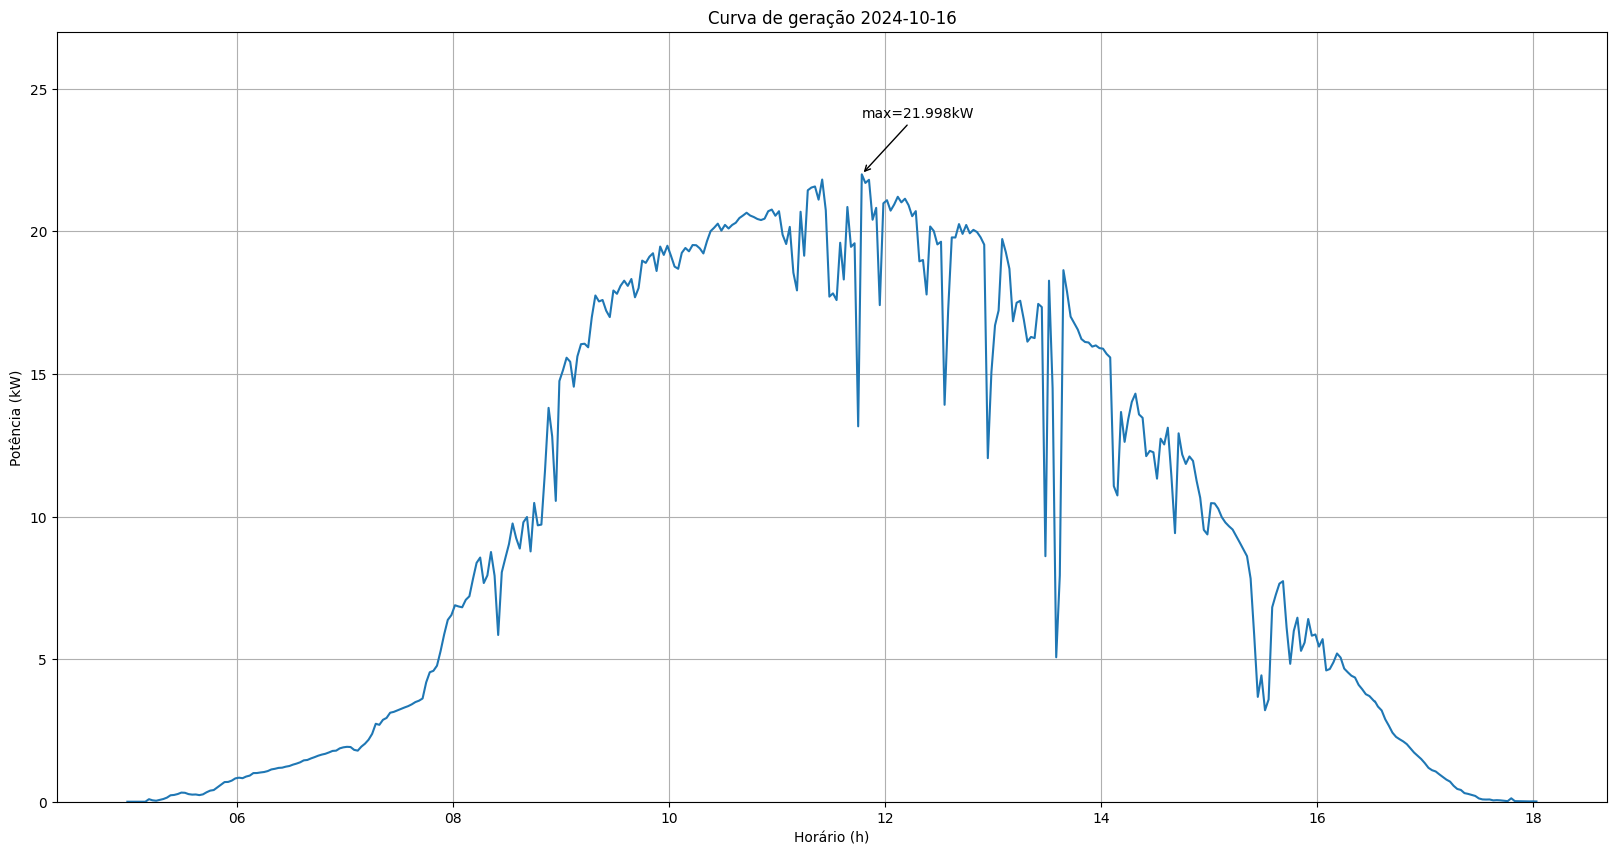 Curva de geração 2024-10-16
25
max=21.998kW
20
15
Potência (kW)
10
5
0
06 08 10 12 14 16 18
Horário (h)